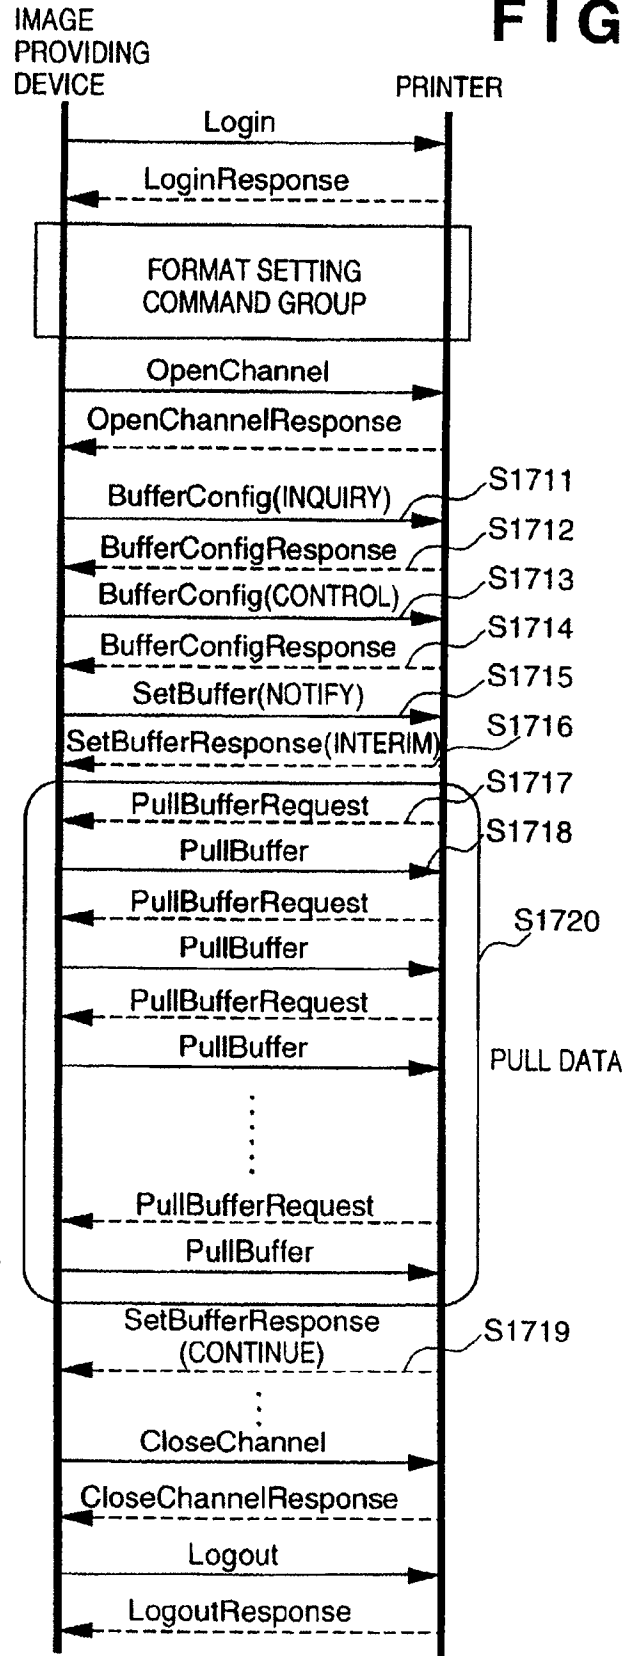 IMAGE
PROVIDING
DEVICE
FIG
PRINTER
Login
LoginResponse
FORMAT SETTING
COMMAND GROUP
OpenChannel
OpenChannelResponse
BufferConfig(INQUIRY)
S1711
BufferConfigResponse
S1712
BufferConfig(CONTROL)
S1713
BufferConfigResponse
S1714
SetBuffer(NOTIFY)
S1715
SetBufferResponse(INTERIM)
S1716
PullBufferRequest
S1717
PullBuffer
S1718
PullBufferRequest
S1720
PullBuffer
PullBufferRequest
PullBuffer
PULL DATA
PullBufferRequest
PullBuffer
SetBufferResponse
(CONTINUE)
S1719
CloseChannel
CloseChannelResponse
Logout
LogoutResponse